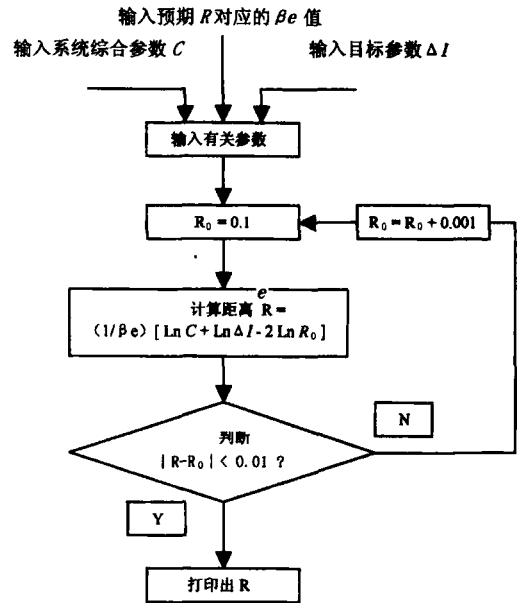 输入预期 R 对应的 βe 值
输入系统综合参数 C
输入目标参数 ΔI
输入有关参数
R₀ = 0.1
R₀ = R₀ + 0.001
e
计算距离 R =
(1/βe) [ Ln C + Ln Δ I - 2 Ln R₀ ]
判断
| R-R₀ | < 0.01 ?
N
Y
打印出 R